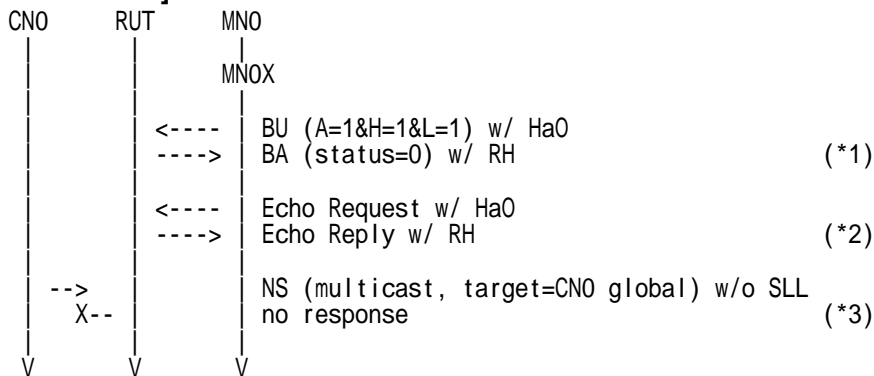 CN0 RUT MN0
| | |
| | MN0X
| | |
| | <---- | BU (A=1&H=1&L=1) w/ HaO
| | ----> | BA (status=0) w/ RH (*1)
| | |
| | <---- | Echo Request w/ HaO
| | ----> | Echo Reply w/ RH (*2)
| | |
| --> | | NS (multicast, target=CN0 global) w/o SLL
| X-- | | no response (*3)
| | |
V V V